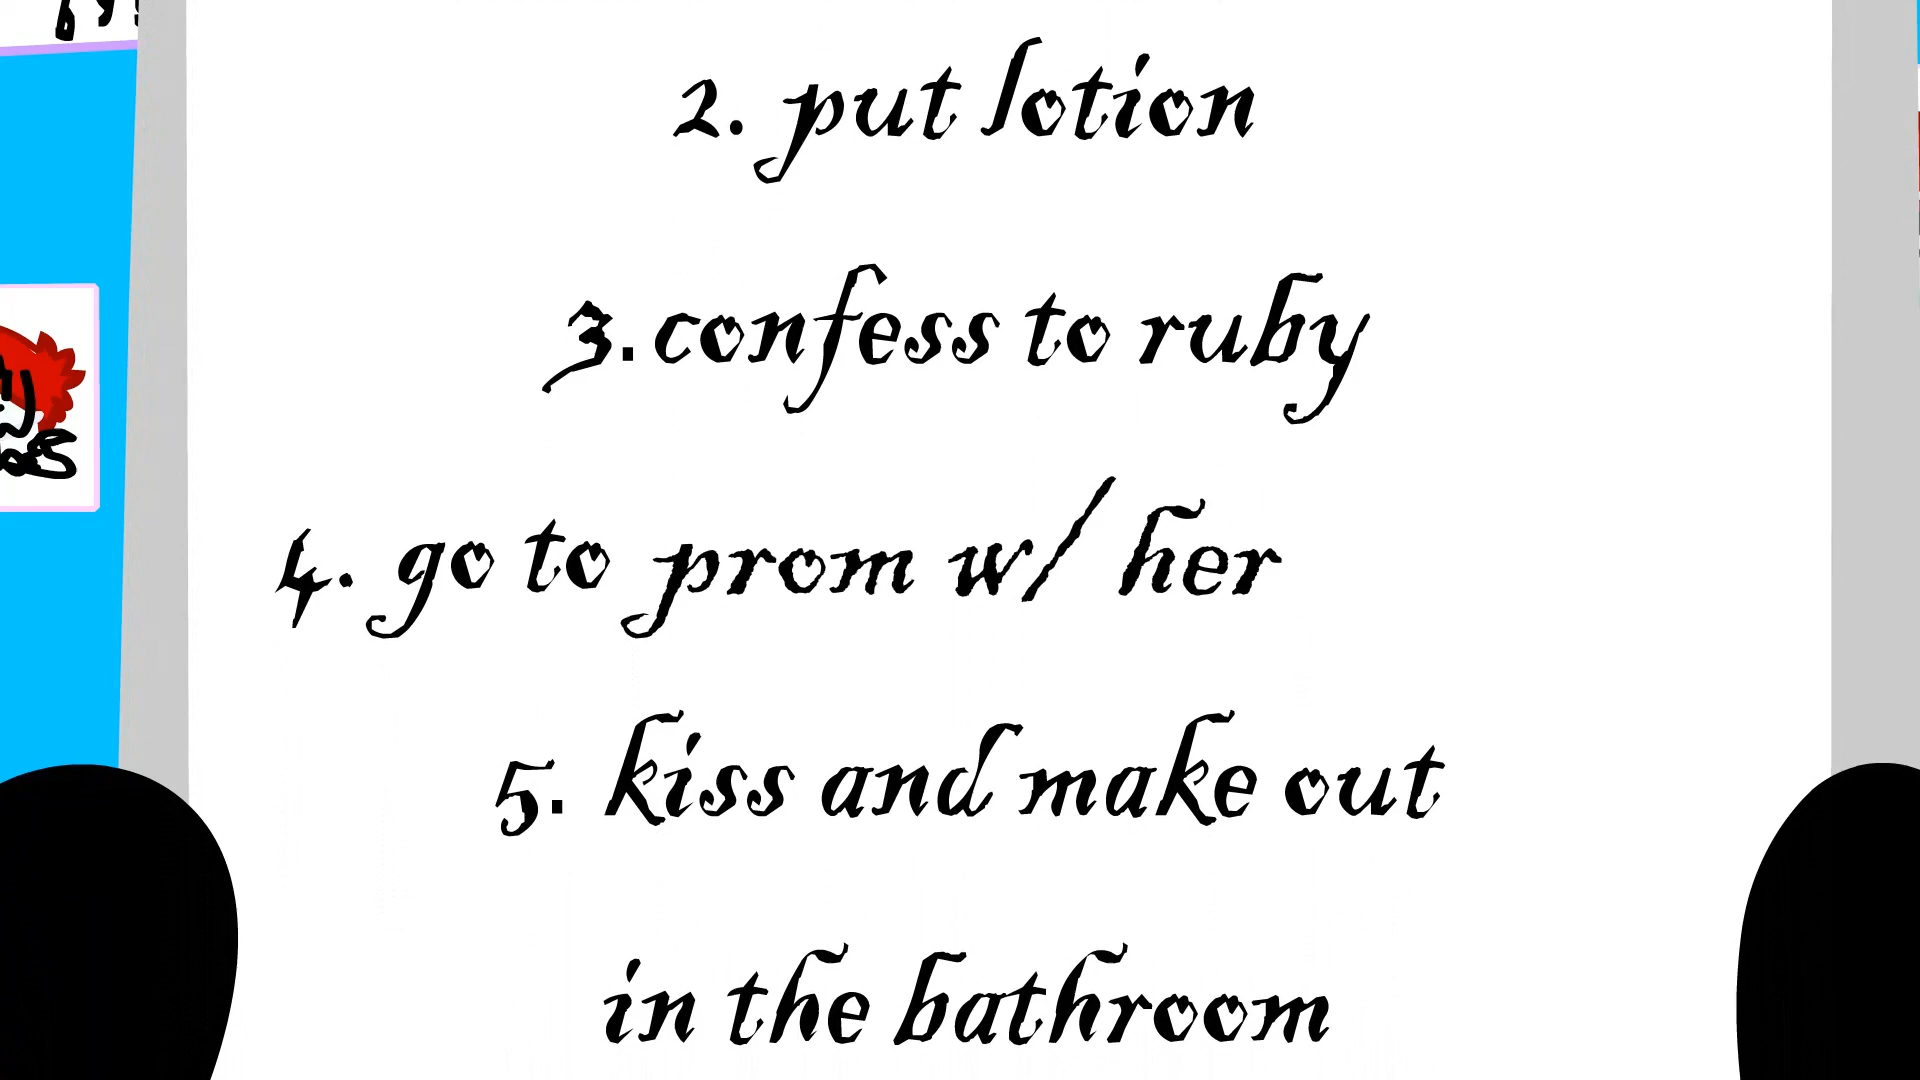 2. put lotion
3.confess to ruby
4. go to prom w/ her
5. kiss and make out
in the bathroom